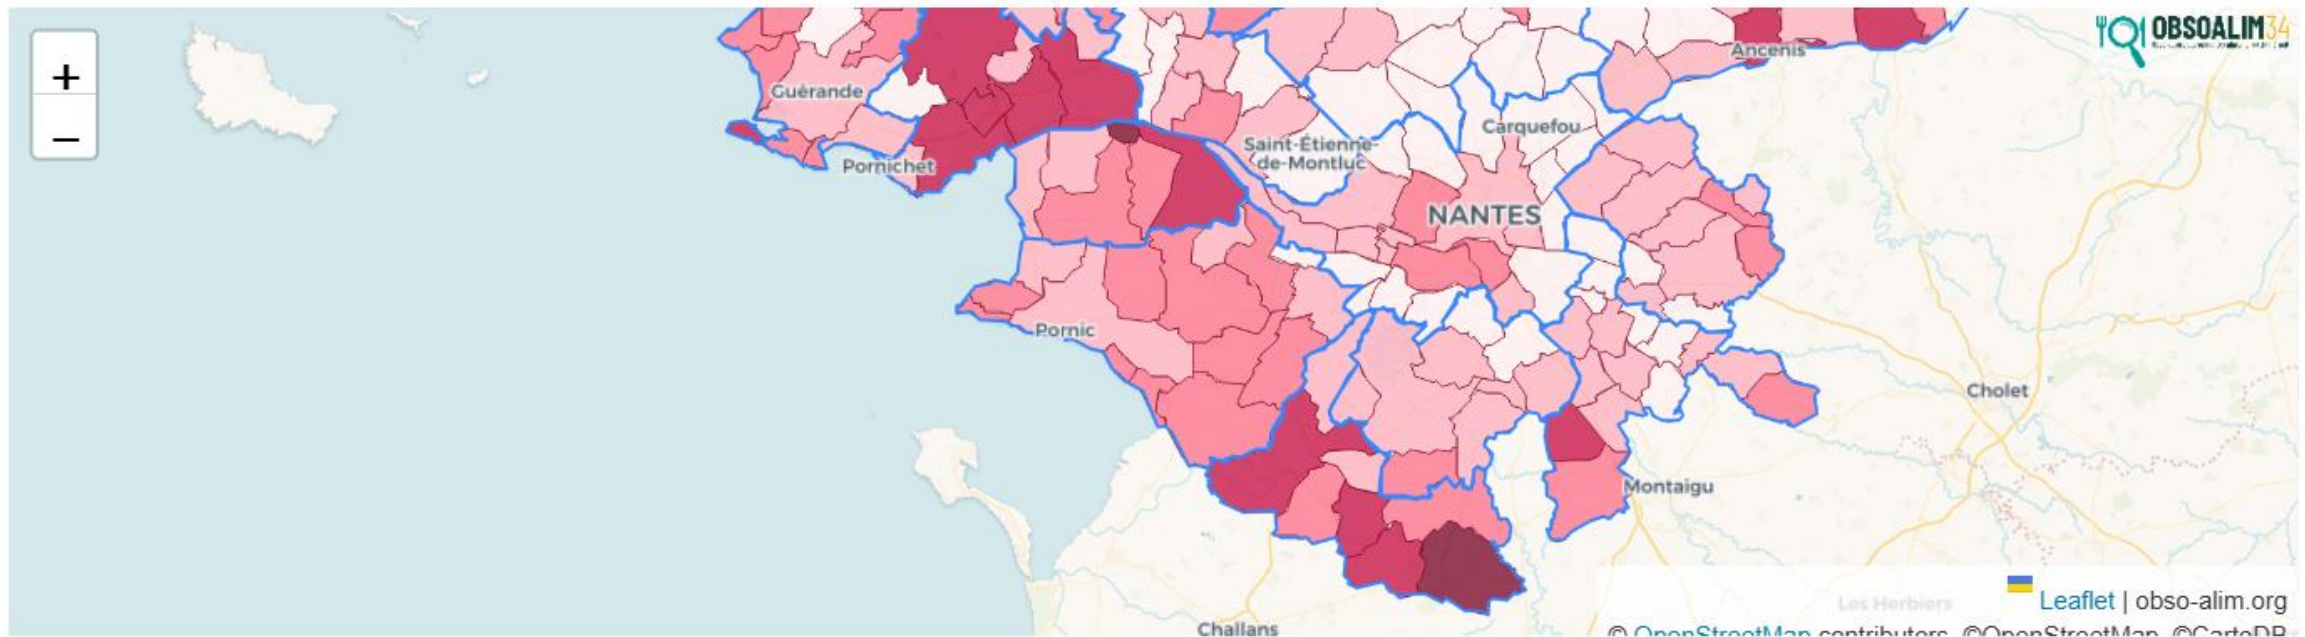 +
−
OBSOALIM34
Ancenis
Guérande
Carquefou
Saint-Étienne-
de-Montluc
Pornichet
NANTES
Pornic
Cholet
Montaigu
Les Herbiers
Leaflet | obso-alim.org
Challans
© OpenStreetMap contributors, ©OpenStreetMap, ©CartoDB